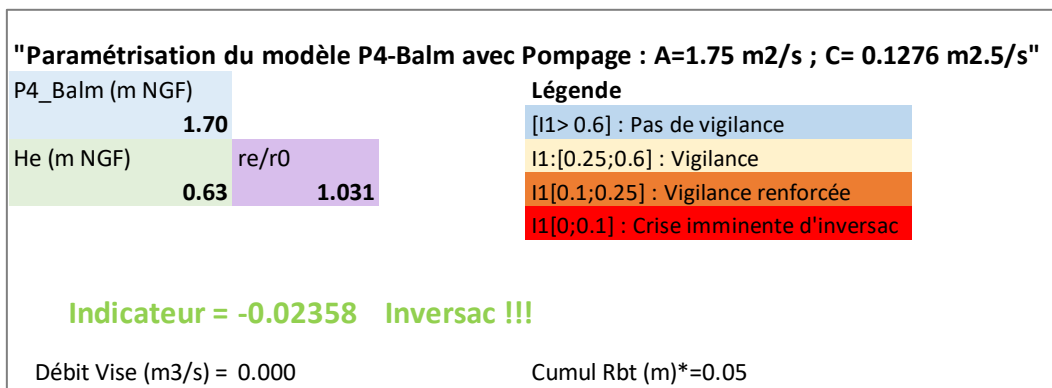 "Paramétrisation du modèle P4-Balm avec Pompage : A=1.75 m2/s ; C= 0.1276 m2.5/s"
P4_Balm (m NGF)
1.70
He (m NGF) re/r0
0.63 1.031
Légende
[I1> 0.6] : Pas de vigilance
I1:[0.25;0.6] : Vigilance
I1[0.1;0.25] : Vigilance renforcée
I1[0;0.1] : Crise imminente d'inversac
Indicateur = -0.02358 Inversac !!!
Débit Vise (m3/s) = 0.000 Cumul Rbt (m)*=0.05